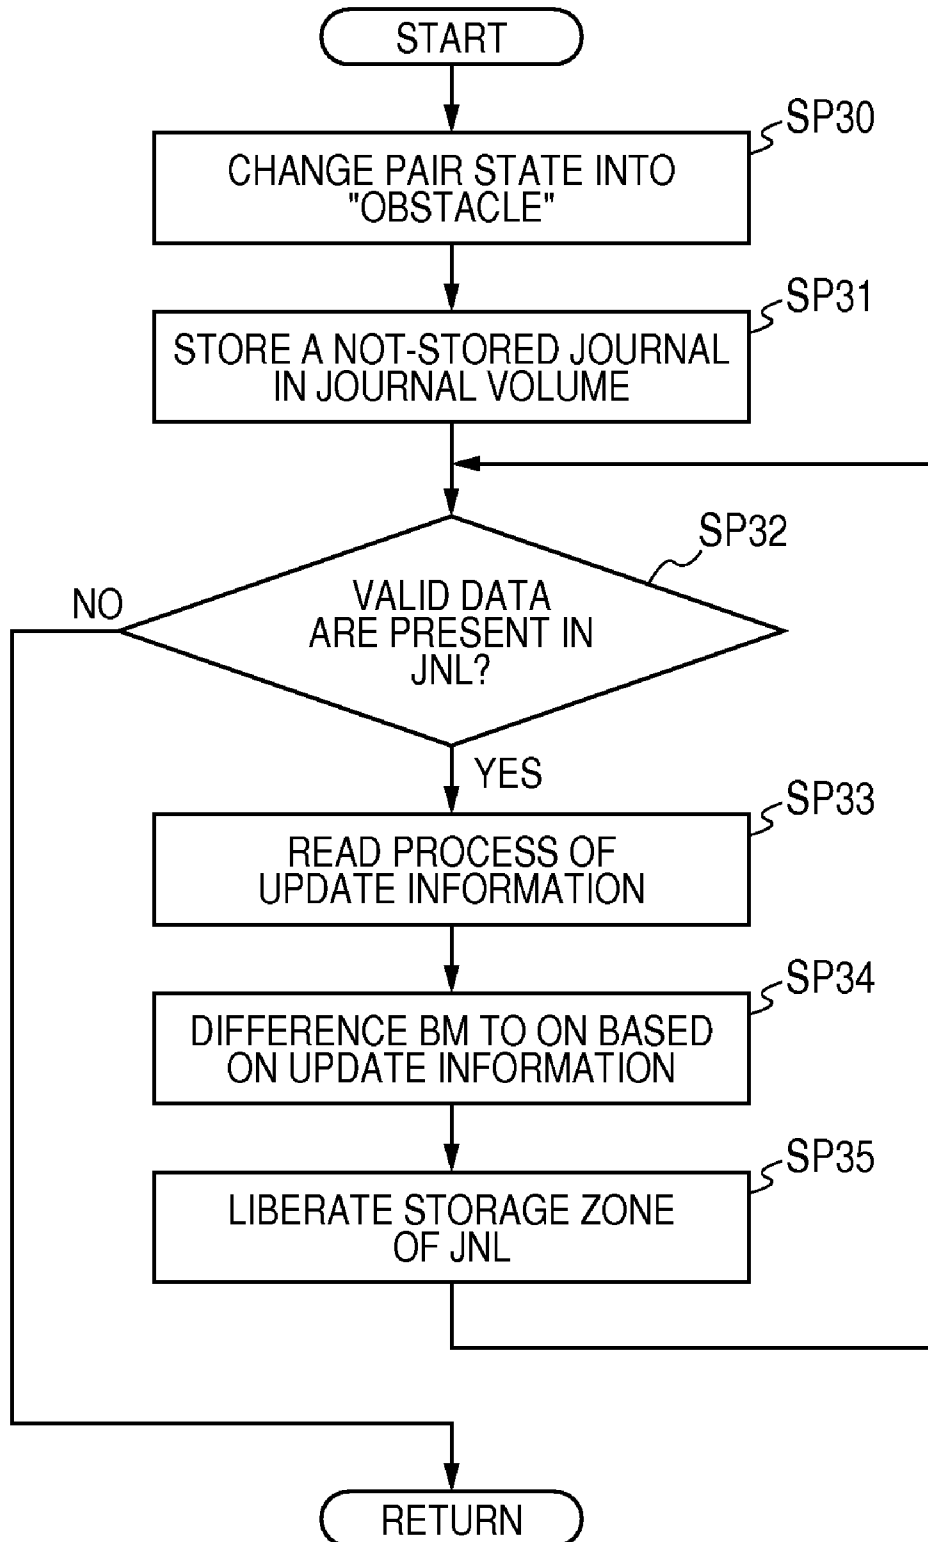 START
SP30
CHANGE PAIR STATE INTO
"OBSTACLE"
SP31
STORE A NOT-STORED JOURNAL
IN JOURNAL VOLUME
SP32
NO
VALID DATA
ARE PRESENT IN
JNL?
YES
SP33
READ PROCESS OF
UPDATE INFORMATION
SP34
DIFFERENCE BM TO ON BASED
ON UPDATE INFORMATION
SP35
LIBERATE STORAGE ZONE
OF JNL
RETURN